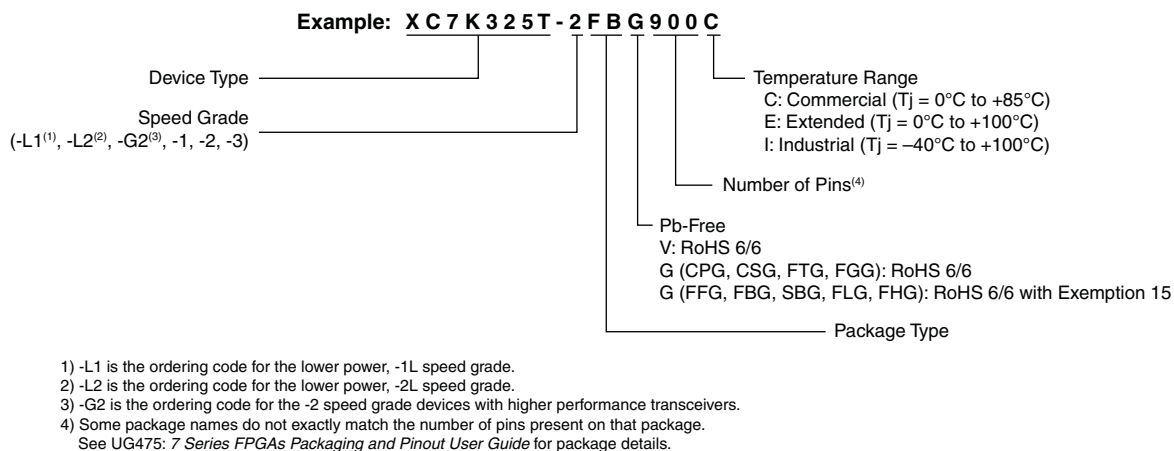 Example: XC7K325T-2FBG900C
Device Type
Temperature Range
C: Commercial (Tj = 0°C to +85°C)
E: Extended (Tj = 0°C to +100°C)
I: Industrial (Tj = –40°C to +100°C)
Speed Grade
(-L1(1), -L2(2), -G2(3), -1, -2, -3)
Number of Pins(4)
Pb-Free
V: RoHS 6/6
G (CPG, CSG, FTG, FGG): RoHS 6/6
G (FFG, FBG, SBG, FLG, FHG): RoHS 6/6 with Exemption 15
Package Type
1) -L1 is the ordering code for the lower power, -1L speed grade.
2) -L2 is the ordering code for the lower power, -2L speed grade.
3) -G2 is the ordering code for the -2 speed grade devices with higher performance transceivers.
4) Some package names do not exactly match the number of pins present on that package.
See UG475: 7 Series FPGAs Packaging and Pinout User Guide for package details.